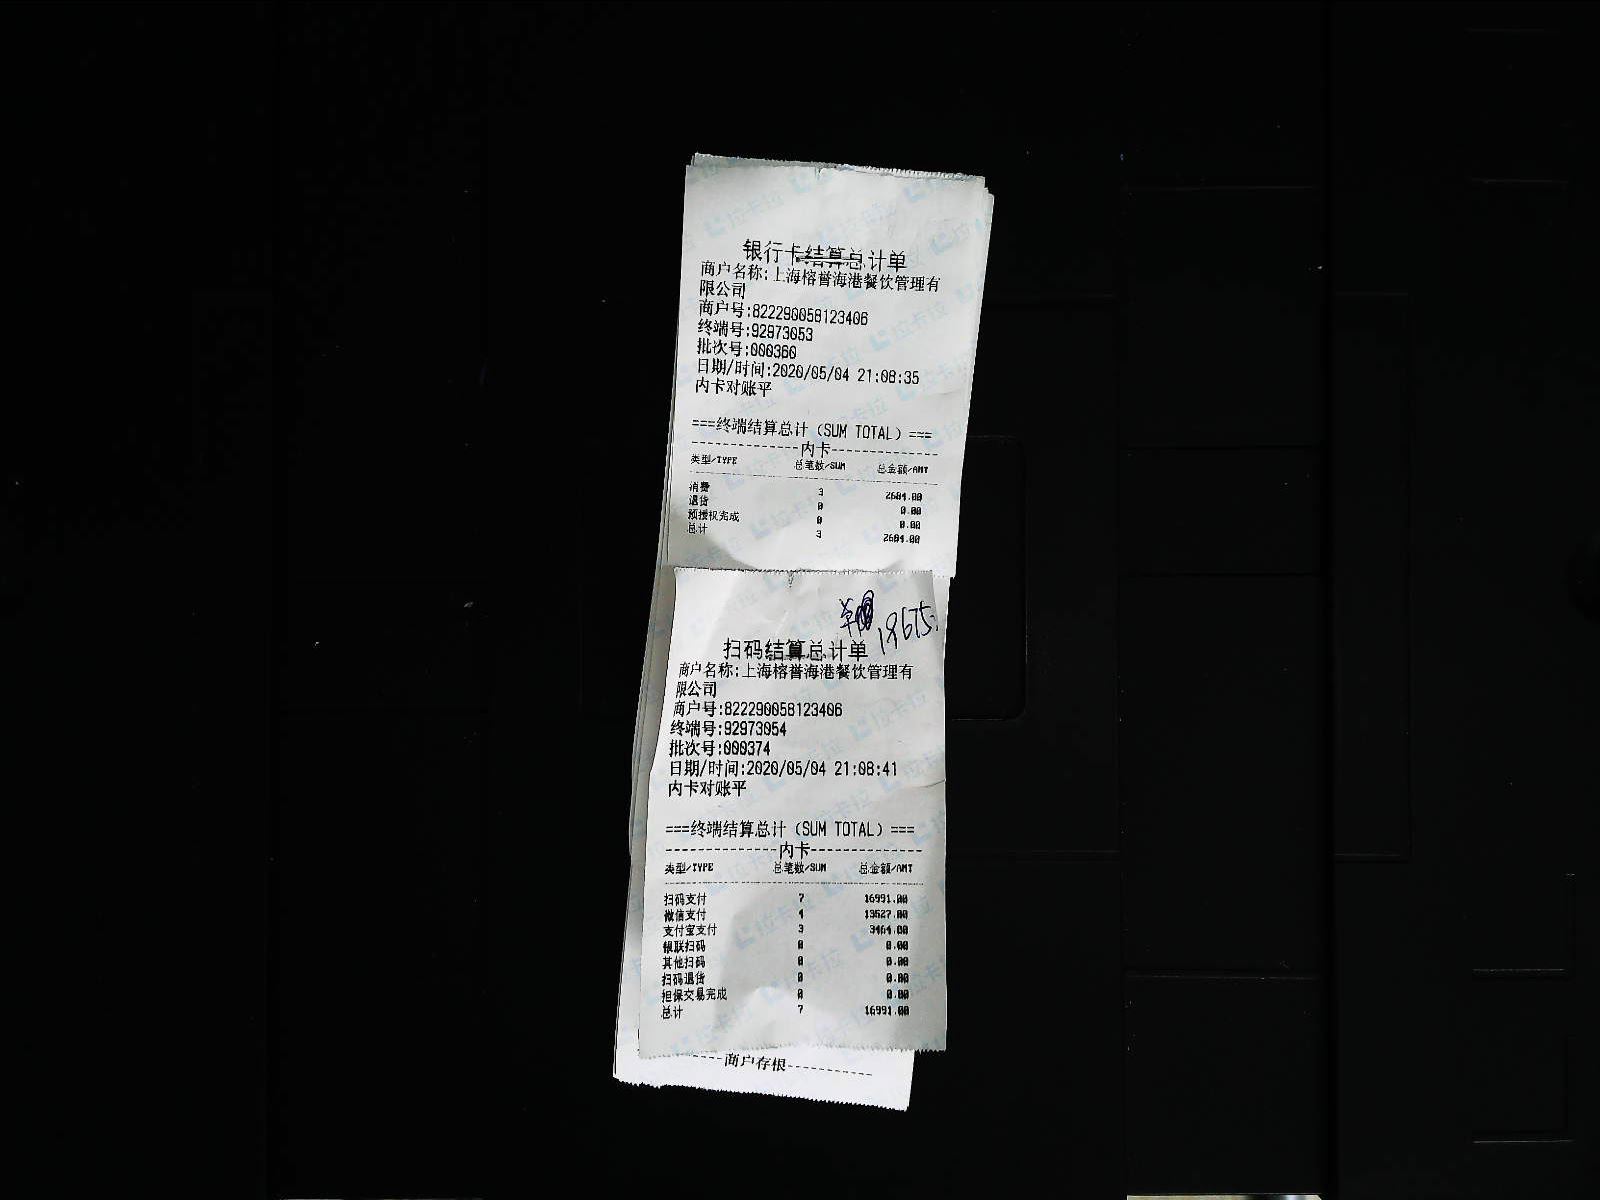 银行卡结算总计单
商户名称:上海榕誉海港餐饮管理有
限公司
商户号:822290058123406
终端号:92973053
批次号:000360
日期/时间:2020/05/04 21:08:35
内卡对账平
===终端结算总计(SUM TOTAL)===
--------------内卡--------------
类型/TYPE 总笔数/SUM 总金额/AMT
消费 3 2684.00
退货 0 0.00
预授权完成 0 0.00
总计 3 2684.00
19675
扫码结算总计单
商户名称:上海榕誉海港餐饮管理有
限公司
商户号:822290058123406
终端号:92973054
批次号:000374
日期/时间:2020/05/04 21:08:41
内卡对账平
===终端结算总计(SUM TOTAL)===
--------------内卡--------------
类型/TYPE 总笔数/SUM 总金额/AMT
扫码支付 7 16991.00
微信支付 4 13527.00
支付宝支付 3 3464.00
银联扫码 0 0.00
其他扫码 0 0.00
扫码退货 0 0.00
担保交易完成 0 0.00
总计 7 16991.00
-----商户存根------------